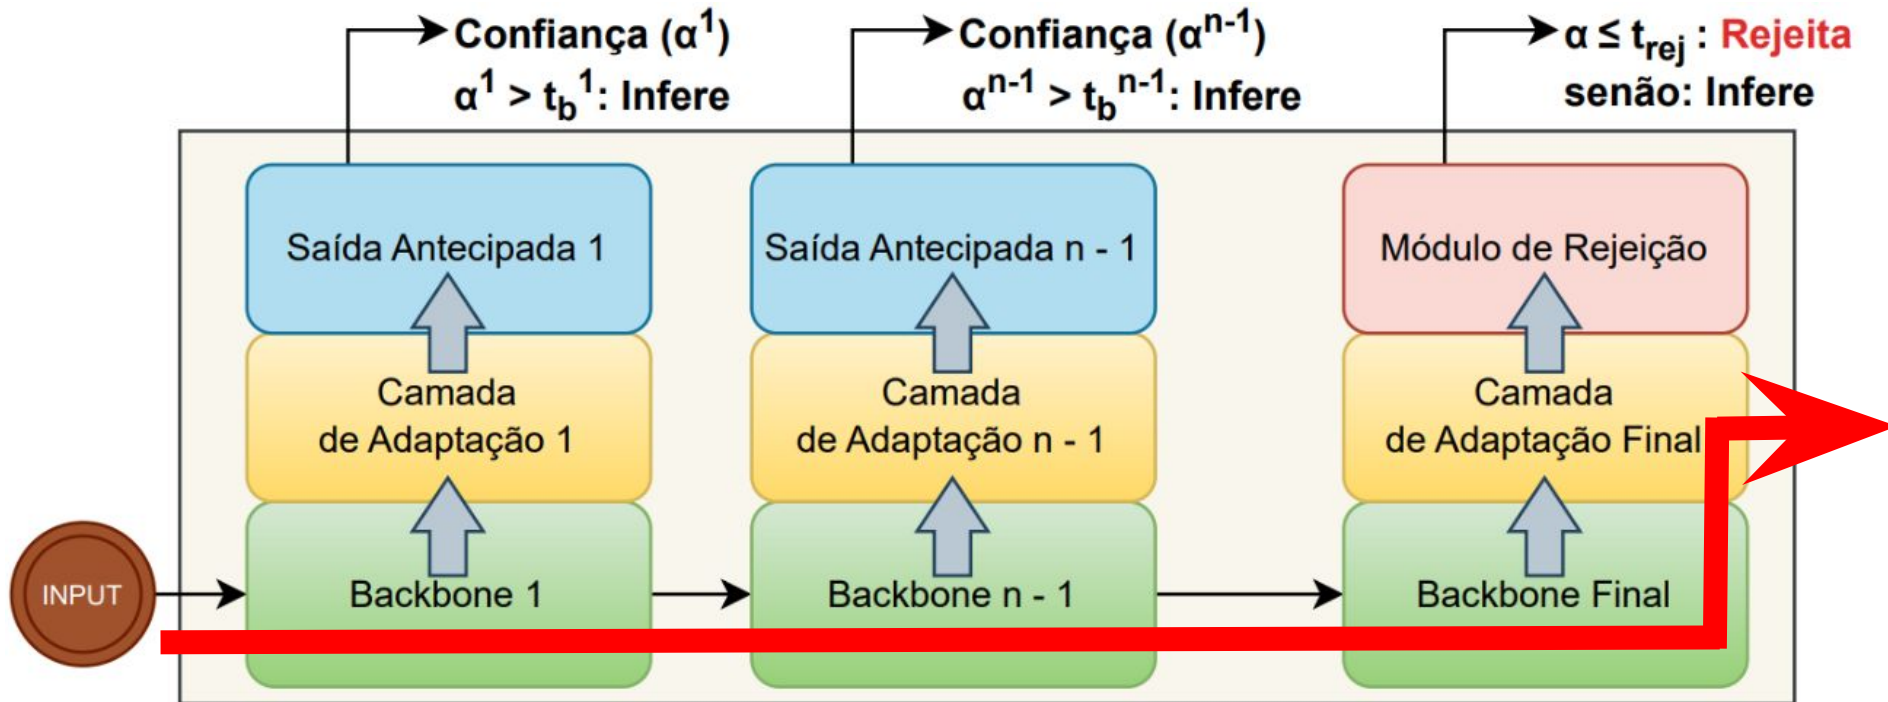 Confiança (α¹)
α¹ > t_b¹: Infere
Confiança (αⁿ⁻¹)
αⁿ⁻¹ > t_bⁿ⁻¹: Infere
α ≤ t_rej : Rejeita
senão: Infere
Saída Antecipada 1
Saída Antecipada n - 1
Módulo de Rejeição
Camada
de Adaptação 1
Camada
de Adaptação n - 1
Camada
de Adaptação Final
INPUT
Backbone 1
Backbone n - 1
Backbone Final